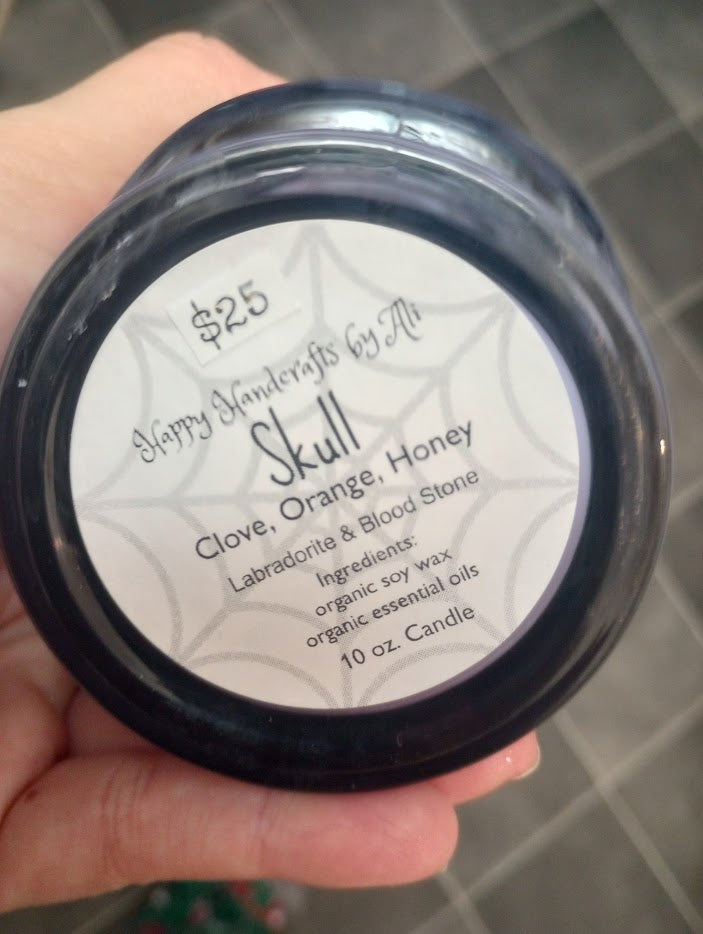 $25
Happy Handcrafts by Ali
Skull
Clove, Orange, Honey
Labradorite & Blood Stone
Ingredients:
organic soy wax
organic essential oils
10 oz. Candle